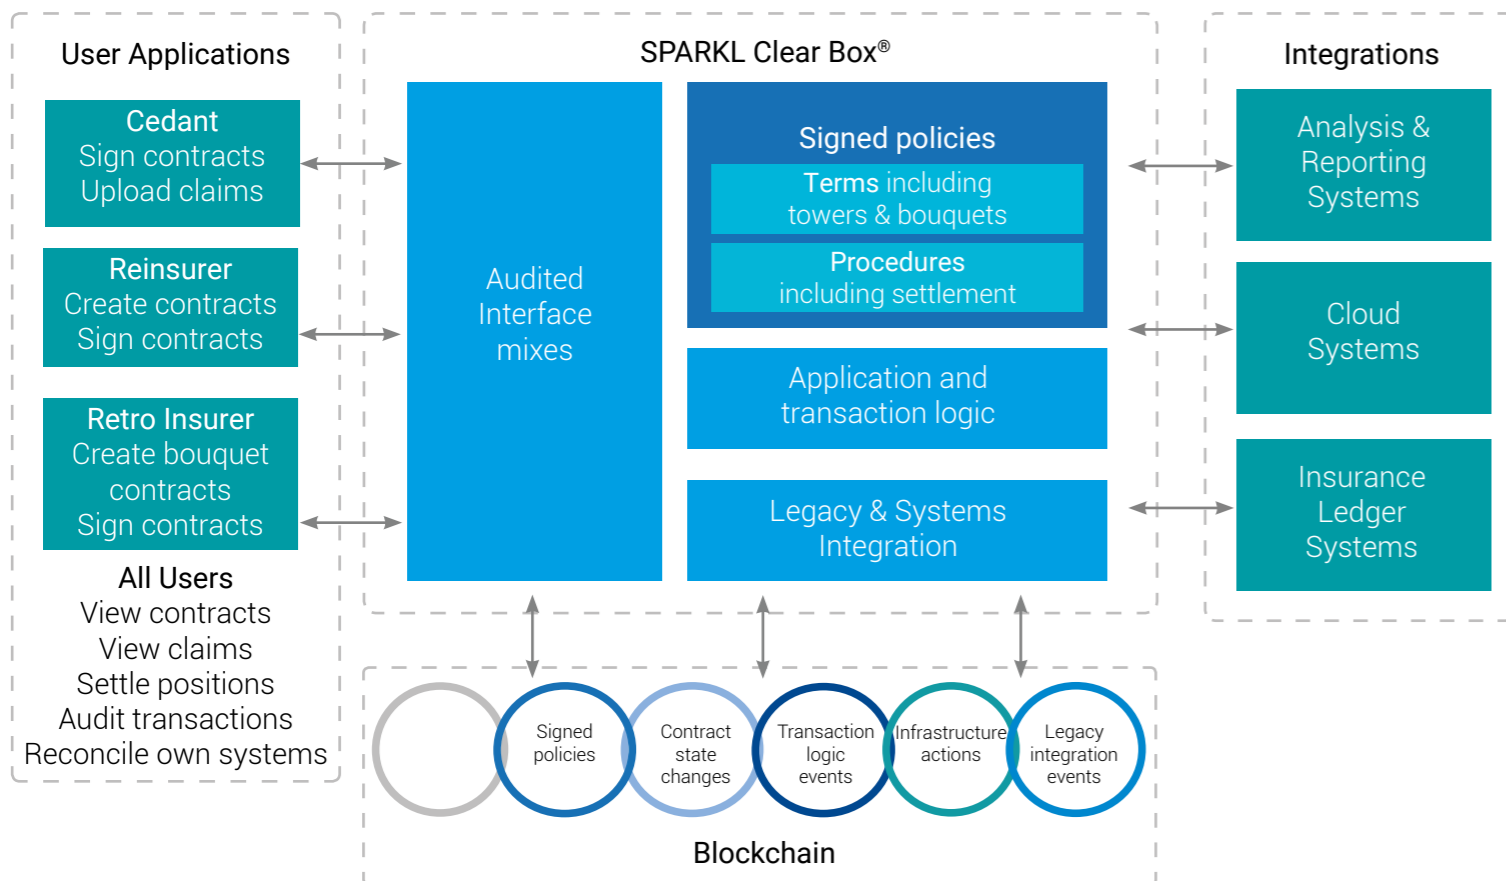 User Applications
Cedant
Sign contracts
Upload claims
Reinsurer
Create contracts
Sign contracts
Retro Insurer
Create bouquet
contracts
Sign contracts
All Users
View contracts
View claims
Settle positions
Audit transactions
Reconcile own systems
SPARKL Clear Box®
Audited
Interface
mixes
Signed policies
Terms including
towers & bouquets
Procedures
including settlement
Application and
transaction logic
Legacy & Systems
Integration
Integrations
Analysis &
Reporting
Systems
Cloud
Systems
Insurance
Ledger
Systems
Signed
policies
Contract
state
changes
Transaction
logic
events
Infrastructure
actions
Legacy
integration
events
Blockchain